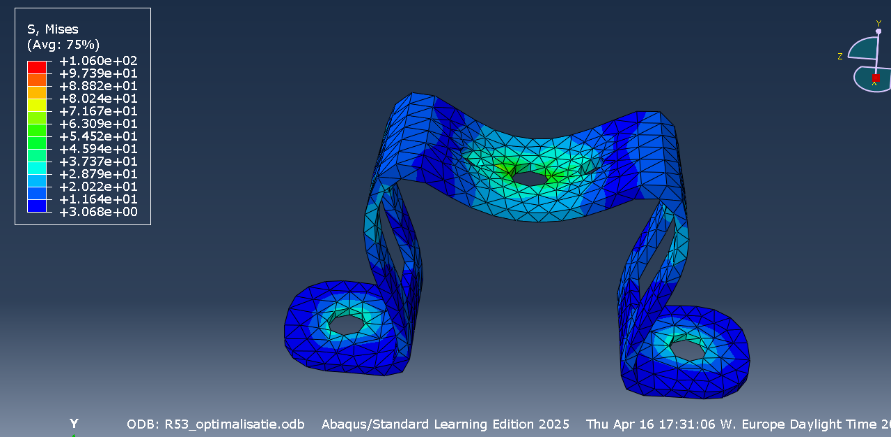 S, Mises
(Avg: 75%)
+1.060e+02
+9.739e+01
+8.882e+01
+8.024e+01
+7.167e+01
+6.309e+01
+5.452e+01
+4.594e+01
+3.737e+01
+2.879e+01
+2.022e+01
+1.164e+01
+3.068e+00
Y
Z
X
Y
ODB: R53_optimalisatie.odb Abaqus/Standard Learning Edition 2025 Thu Apr 16 17:31:06 W. Europe Daylight Time 2